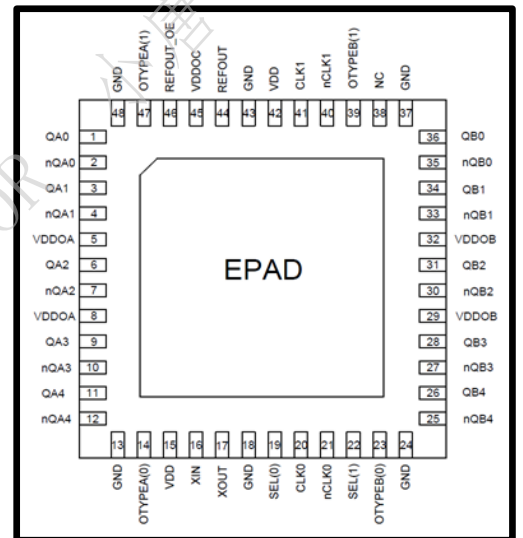 GND OTYPEA(1) REFOUT_OE VDDOC REFOUT GND VDD CLK1 nCLK1 OTYPEB(1) NC GND
48 47 46 45 44 43 42 41 40 39 38 37
QA0 1 36 QB0
nQA0 2 35 nQB0
QA1 3 34 QB1
nQA1 4 33 nQB1
VDDOA 5 32 VDDOB
QA2 6 31 QB2
nQA2 7 30 nQB2
VDDOA 8 29 VDDOB
QA3 9 28 QB3
nQA3 10 27 nQB3
QA4 11 26 QB4
nQA4 12 25 nQB4
EPAD
13 14 15 16 17 18 19 20 21 22 23 24
GND OTYPEA(0) VDD XIN XOUT GND SEL(0) CLK0 nCLK0 SEL(1) OTYPEB(0) GND